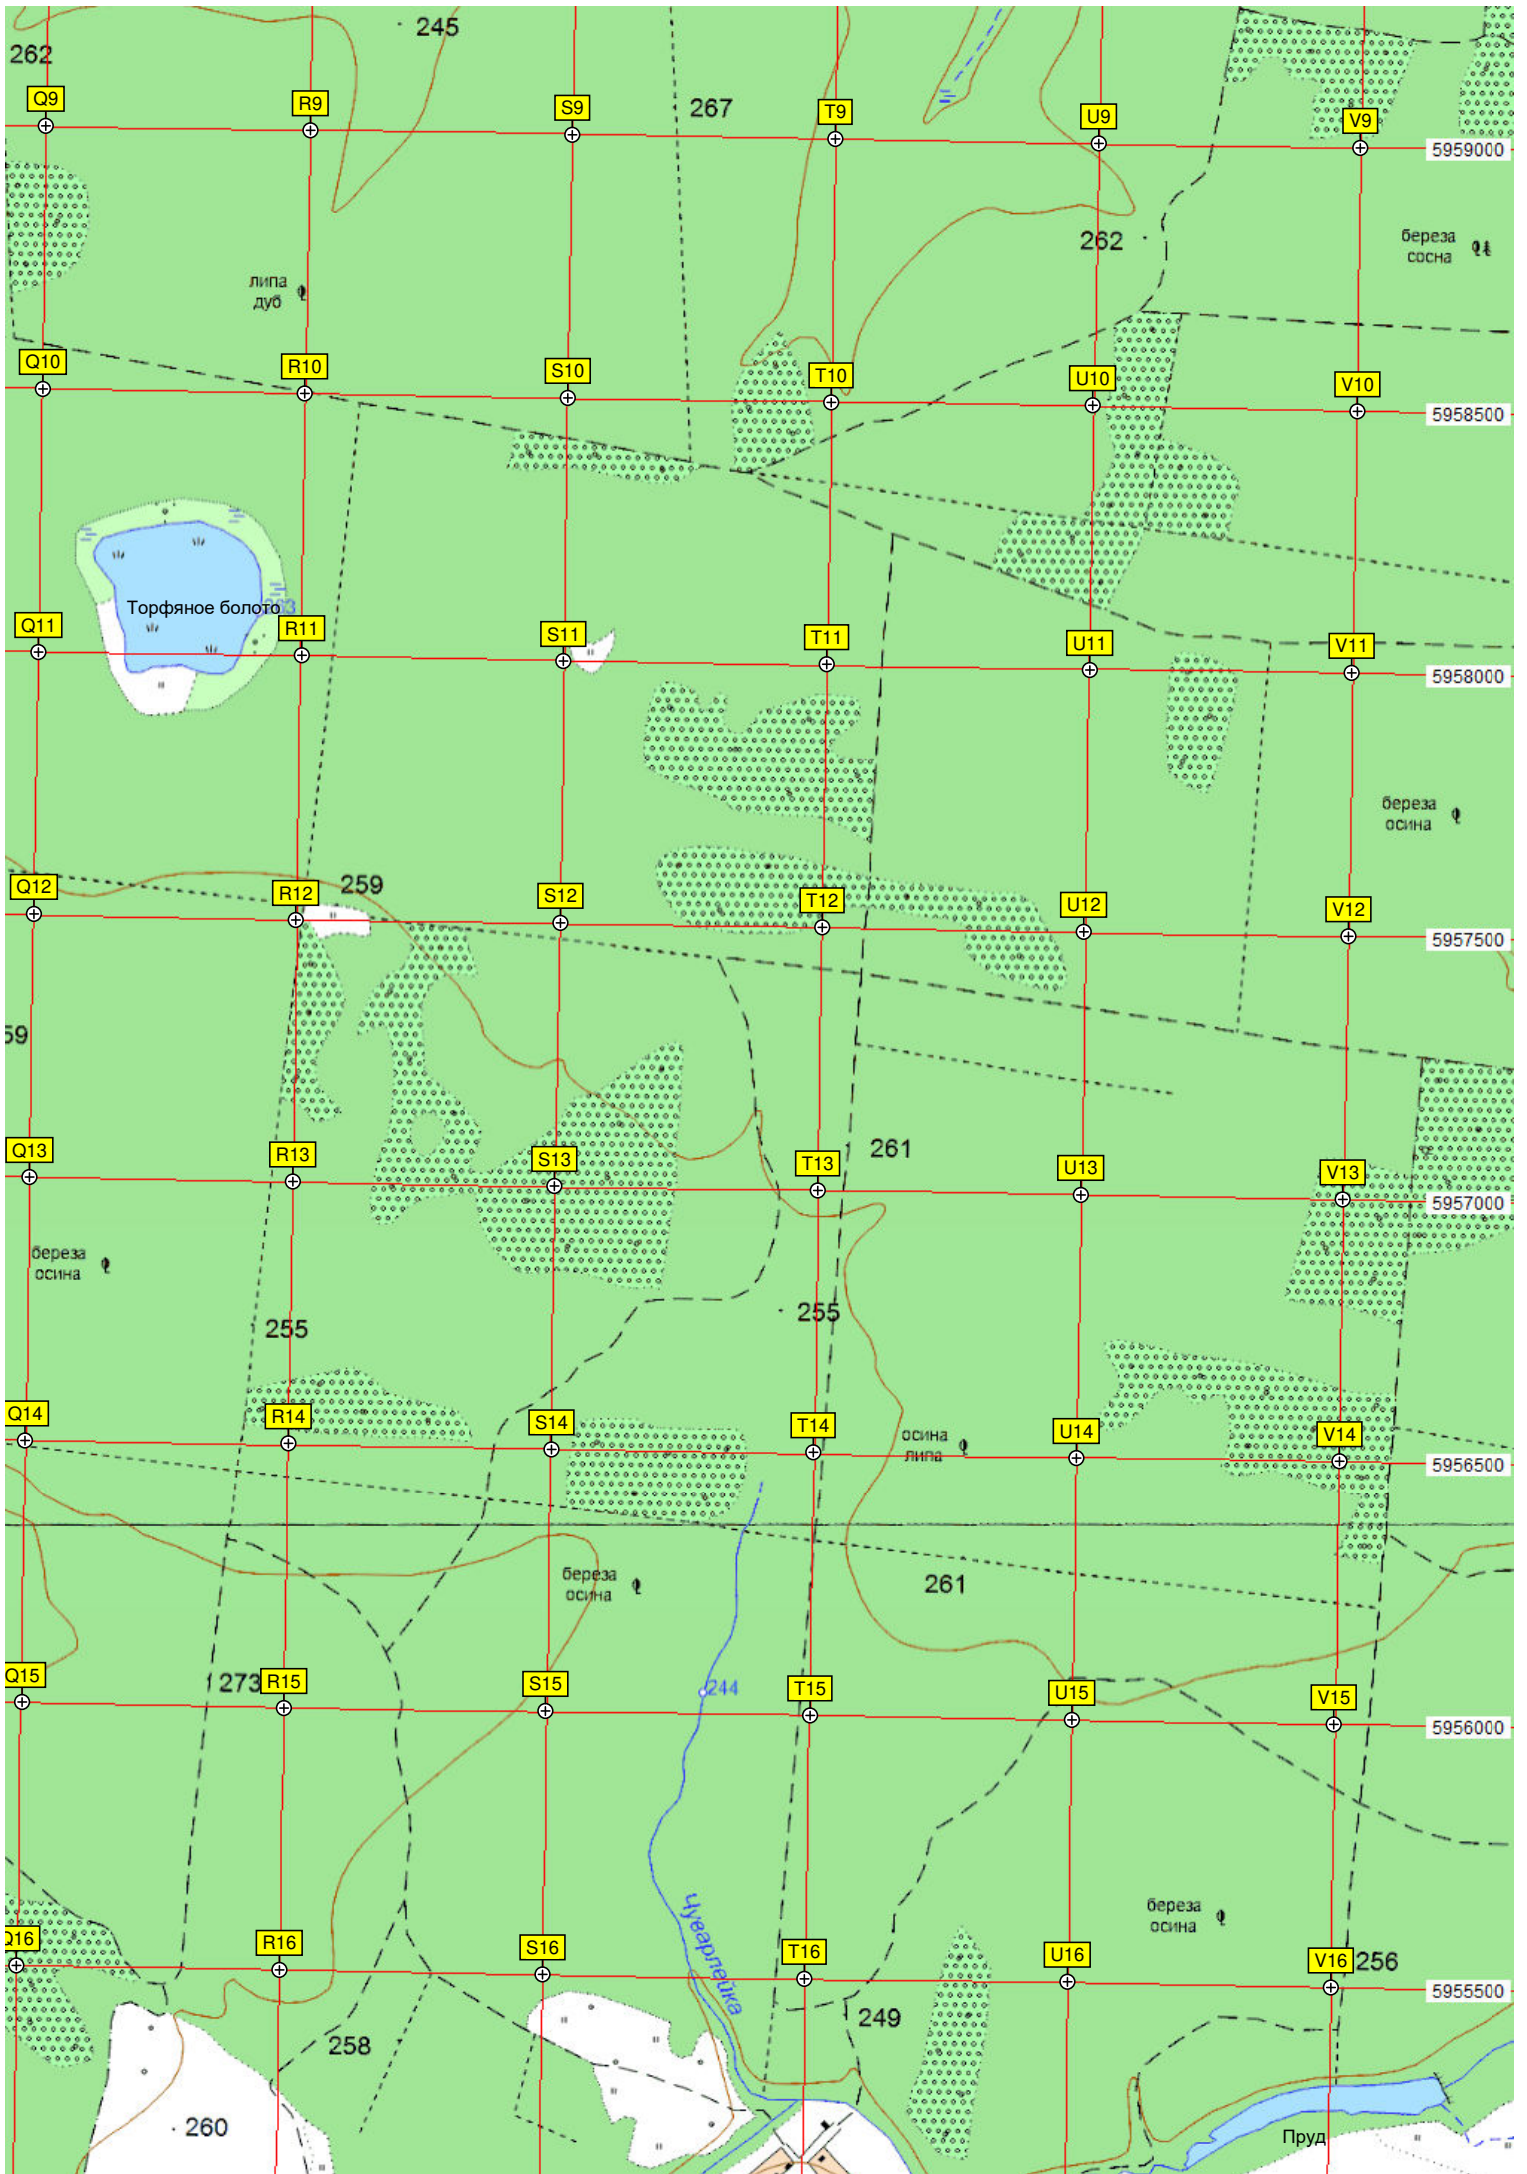 245
262
Q9
R9
S9
267
T9
U9
V9
5959000
262
береза
сосна
липа
дуб
Q10
R10
S10
T10
U10
V10
5958500
Торфяное болото
Q11
R11
S11
T11
U11
V11
5958000
береза
осина
Q12
R12
259
S12
T12
U12
V12
5957500
59
Q13
R13
S13
T13
261
U13
V13
5957000
береза
осина
255
255
Q14
R14
S14
T14
осина
липа
U14
V14
5956500
береза
осина
261
Q15
273
R15
S15
244
T15
U15
V15
5956000
Чуварлейка
береза
осина
Q16
R16
S16
T16
U16
V16
256
5955500
249
258
260
Пруд